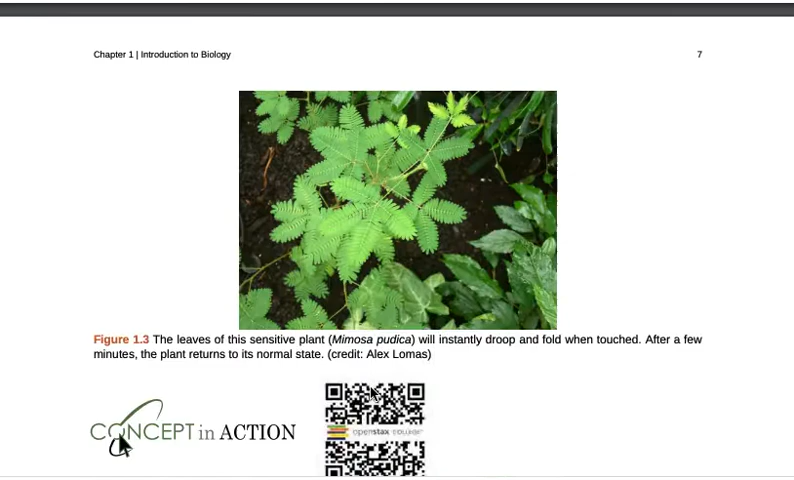 Chapter 1 | Introduction to Biology 7
Figure 1.3 The leaves of this sensitive plant (Mimosa pudica) will instantly droop and fold when touched. After a few
minutes, the plant returns to its normal state. (credit: Alex Lomas)
CONCEPT in ACTION
openstax